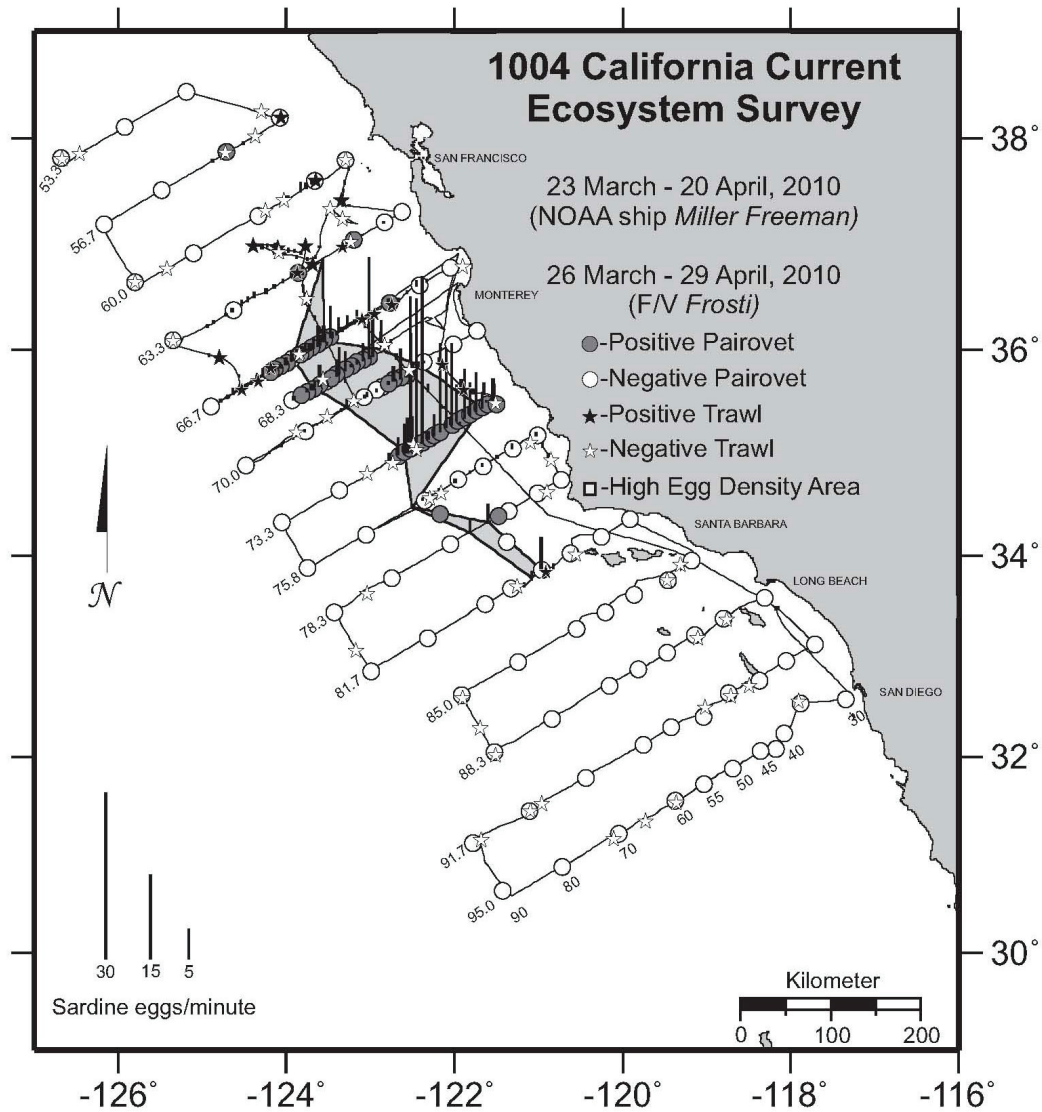 1004 California Current
Ecosystem Survey
23 March - 20 April, 2010
(NOAA ship Miller Freeman)
26 March - 29 April, 2010
(F/V Frosti)
-Positive Pairovet
-Negative Pairovet
-Positive Trawl
-Negative Trawl
-High Egg Density Area
SAN FRANCISCO
MONTEREY
SANTA BARBARA
LONG BEACH
SAN DIEGO
38°
36°
34°
32°
30°
53.3
56.7
60.0
63.3
66.7
68.3
70.0
73.3
75.8
78.3
81.7
85.0
88.3
91.7
95.0
90
80
70
60
55
50
45
40
30
N
30 15 5
Sardine eggs/minute
Kilometer
0 100 200
-126° -124° -122° -120° -118° -116°